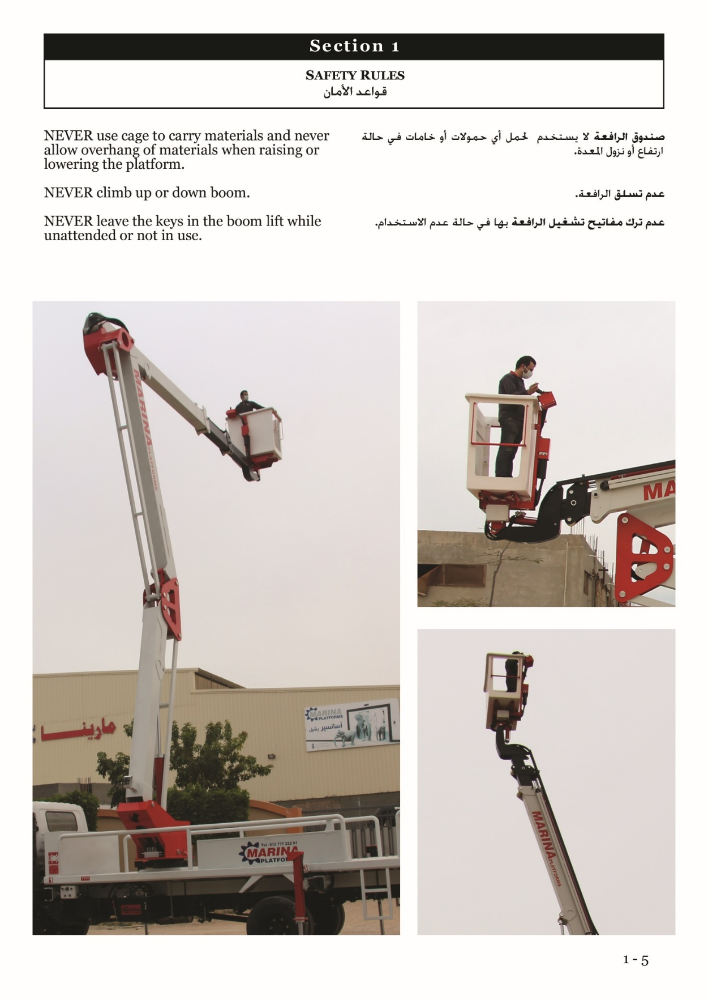 Section 1
SAFETY RULES
قواعد الأمان
NEVER use cage to carry materials and never
allow overhang of materials when raising or
lowering the platform.
صندوق الرافعة لا يستخدم لحمل أي حمولات أو خامات في حالة
ارتفاع أو نزول المعدة.
NEVER climb up or down boom.
عدم تسلق الرافعة.
NEVER leave the keys in the boom lift while
unattended or not in use.
عدم ترك مفاتيح تشغيل الرافعة بها في حالة عدم الاستخدام.
MARINA PLATFORMS
مارينا
MARINA
PLATFORMS
أسانسير بشيل
Tel : 012 777 222 61
MARINA
PLATFO
1
3
MA
MARINA PLATFORMS
1 - 5